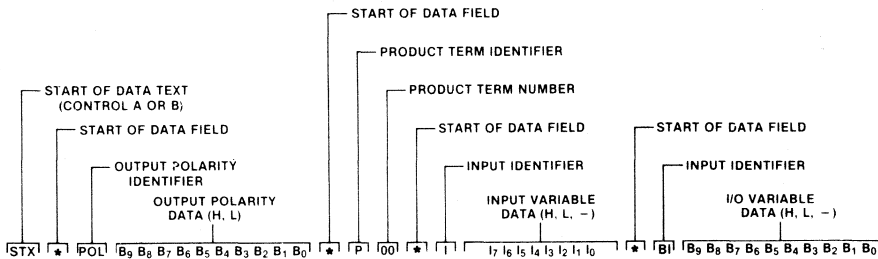 START OF DATA FIELD
PRODUCT TERM IDENTIFIER
START OF DATA TEXT
(CONTROL A OR B)
PRODUCT TERM NUMBER
START OF DATA FIELD
START OF DATA FIELD
START OF DATA FIELD
OUTPUT POLARITY
IDENTIFIER
INPUT IDENTIFIER
INPUT IDENTIFIER
OUTPUT POLARITY
DATA (H, L)
INPUT VARIABLE
DATA (H, L, –)
I/O VARIABLE
DATA (H, L, –)
STX * POL B₉ B₈ B₇ B₆ B₅ B₄ B₃ B₂ B₁ B₀ * P 00 * I I₇ I₆ I₅ I₄ I₃ I₂ I₁ I₀ * BI B₉ B₈ B₇ B₆ B₅ B₄ B₃ B₂ B₁ B₀